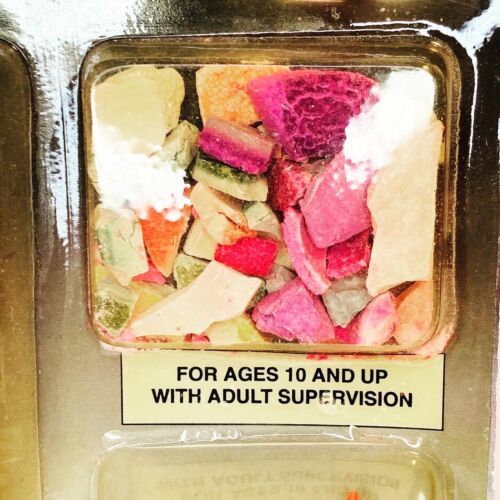 FOR AGES 10 AND UP
WITH ADULT SUPERVISION